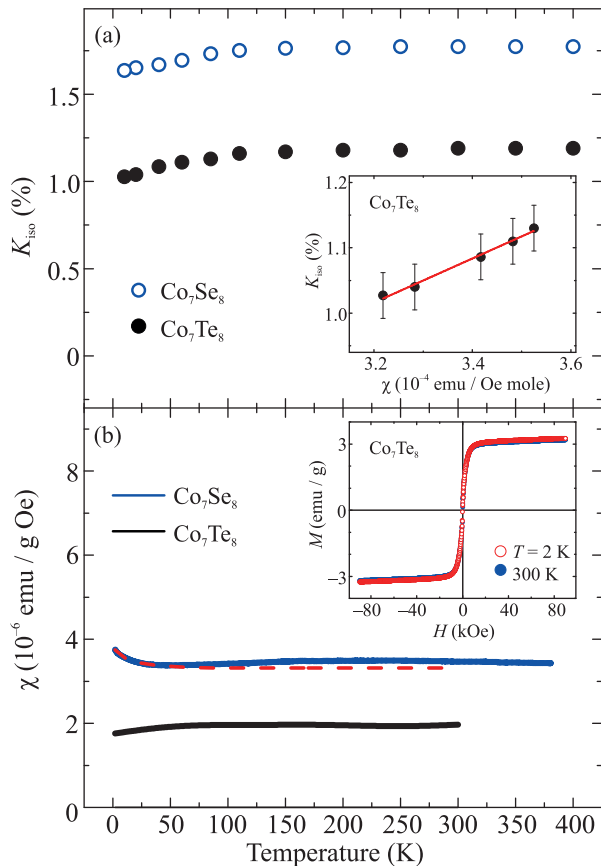 (a)
1.5
1.0
0.5
0
K_iso (%)
Co₇Se₈
Co₇Te₈
Co₇Te₈
1.2
1.1
1.0
K_iso (%)
3.2 3.4 3.6
χ (10⁻⁴ emu / Oe mole)
(b)
8
6
4
2
0
χ (10⁻⁶ emu / g Oe)
Co₇Se₈
Co₇Te₈
Co₇Te₈
3
0
−3
M (emu / g)
T = 2 K
300 K
−80 −40 0 40 80
H (kOe)
0 50 100 150 200 250 300 350 400
Temperature (K)